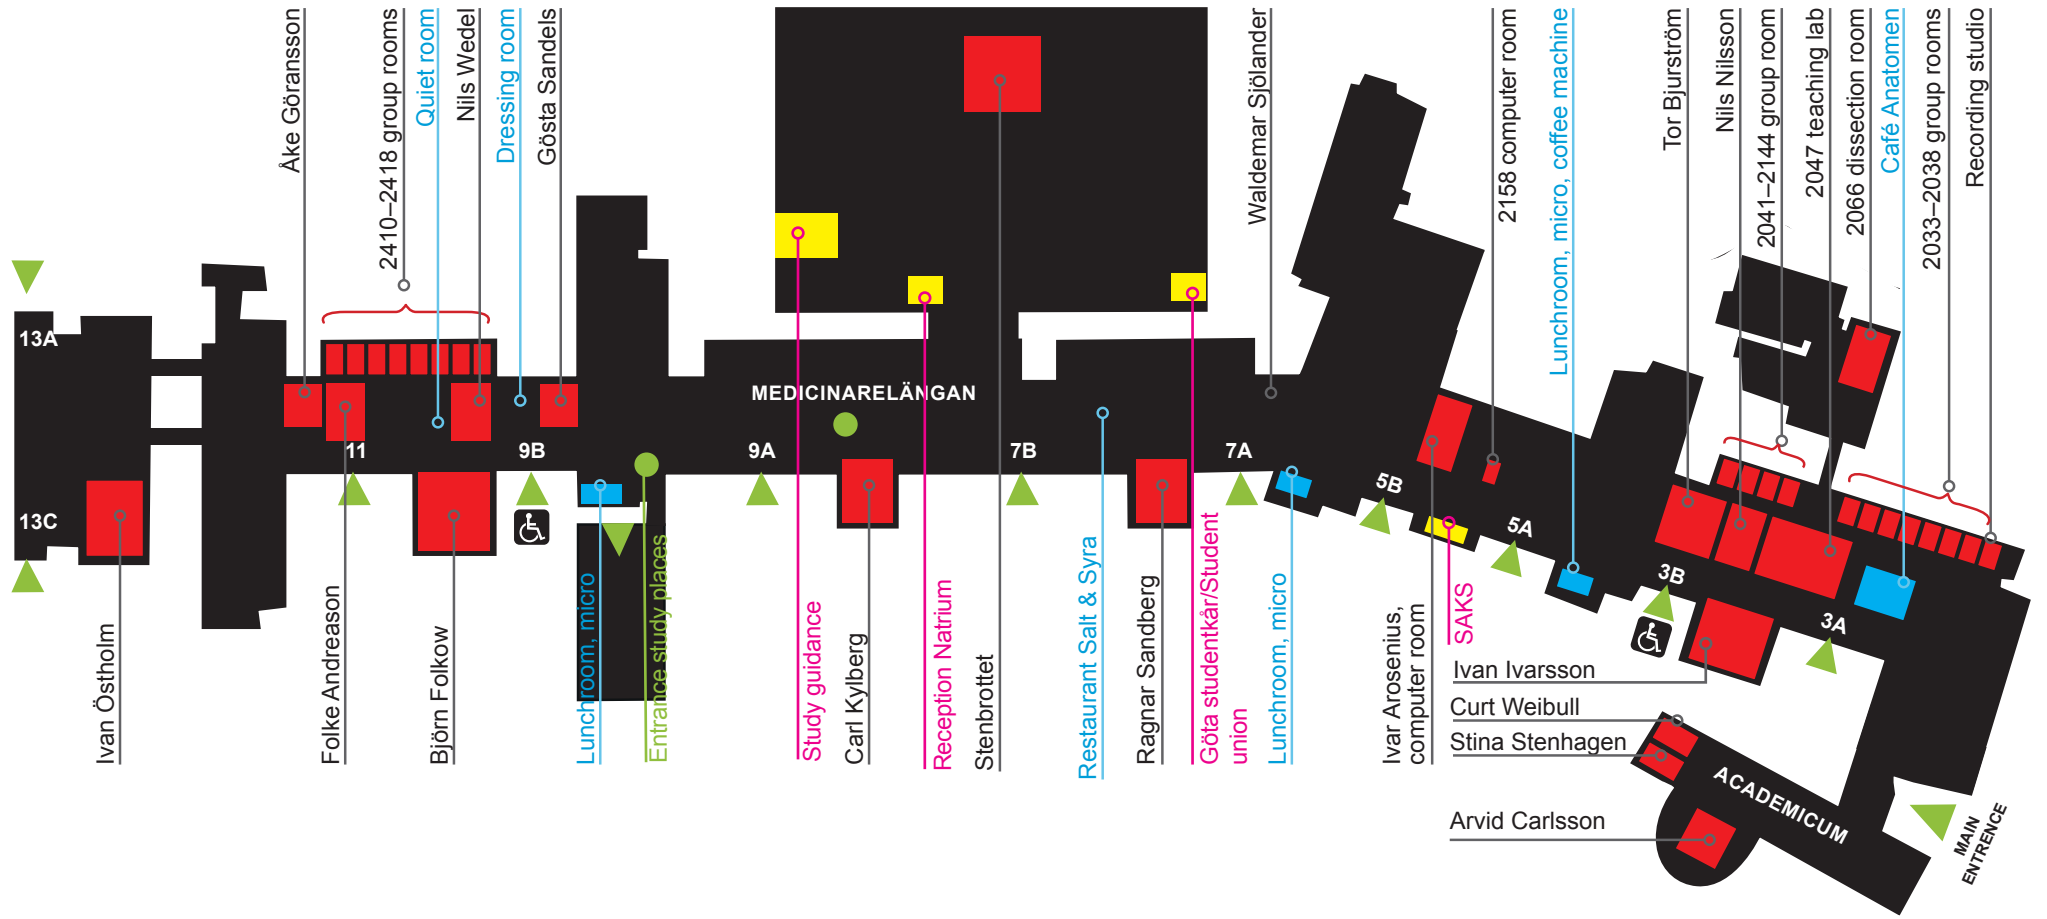 Åke Göransson
2410–2418 group rooms
Quiet room
Nils Wedel
Dressing room
Gösta Sandels
Waldemar Sjölander
2158 computer room
Lunchroom, micro, coffee machine
Tor Bjurström
Nils Nilsson
2041–2144 group room
2047 teaching lab
2066 dissection room
Café Anatomen
2033–2038 group rooms
Recording studio
13A
13C
MEDICINARELÄNGAN
11
9B
9A
7B
7A
5B
5A
3B
3A
Ivan Östholm
Folke Andreason
Björn Folkow
Lunchroom, micro
Entrance study places
Study guidance
Carl Kylberg
Reception Natrium
Stenbrottet
Restaurant Salt & Syra
Ragnar Sandberg
Göta studentkår/Student
union
Lunchroom, micro
Ivar Arosenius,
computer room
SAKS
Ivan Ivarsson
Curt Weibull
Stina Stenhagen
Arvid Carlsson
ACADEMICUM
MAIN
ENTRENCE